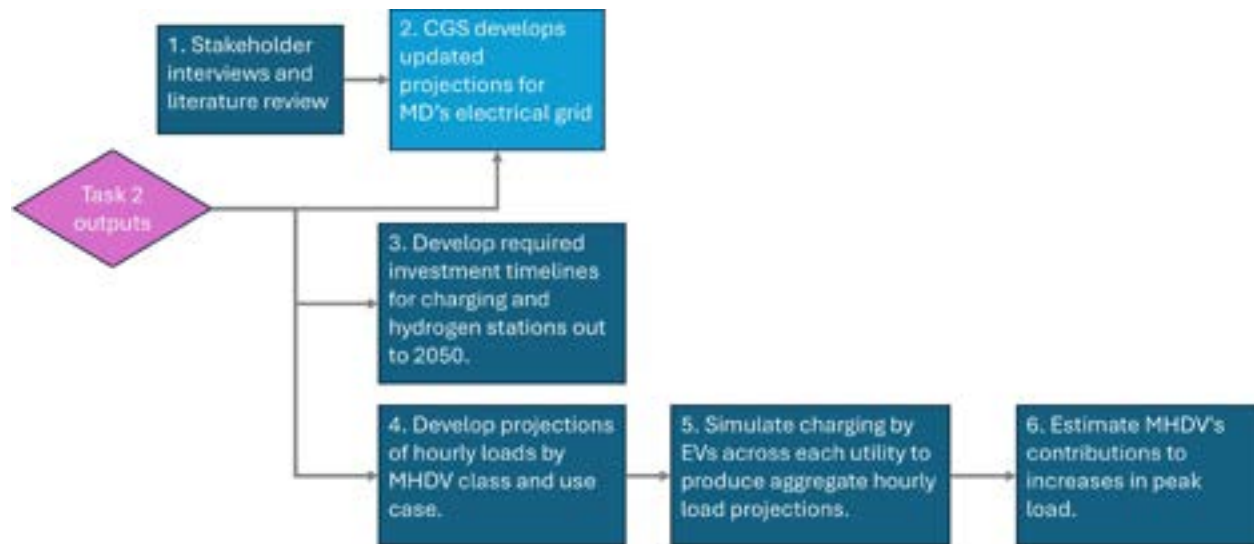 1. Stakeholder
interviews and
literature review
2. CGS develops
updated
projections for
MD's electrical grid
Task 2
outputs
3. Develop required
investment timelines
for charging and
hydrogen stations out
to 2050.
4. Develop projections
of hourly loads by
MHDV class and use
case.
5. Simulate charging by
EVs across each utility to
produce aggregate hourly
load projections.
6. Estimate MHDV's
contributions to
increases in peak
load.